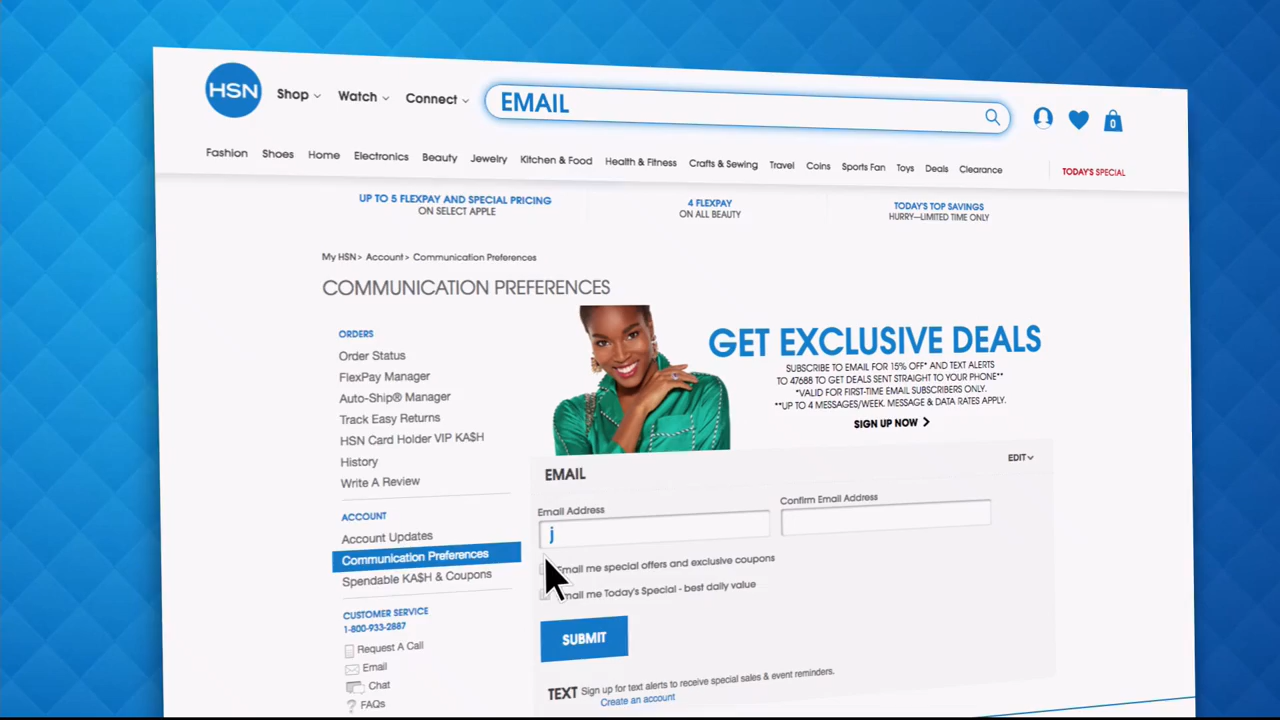 HSN
Shop
Watch
Connect
EMAIL
0
Fashion
Shoes
Home
Electronics
Beauty
Jewelry
Kitchen & Food
Health & Fitness
Crafts & Sewing
Travel
Coins
Sports Fan
Toys
Deals
Clearance
TODAY'S SPECIAL
UP TO 5 FLEXPAY AND SPECIAL PRICING
ON SELECT APPLE
4 FLEXPAY
ON ALL BEAUTY
TODAY'S TOP SAVINGS
HURRY—LIMITED TIME ONLY
My HSN> Account> Communication Preferences
COMMUNICATION PREFERENCES
ORDERS
Order Status
FlexPay Manager
Auto-Ship® Manager
Track Easy Returns
HSN Card Holder VIP KA$H
History
Write A Review
ACCOUNT
Account Updates
Communication Preferences
Spendable KA$H & Coupons
CUSTOMER SERVICE
1-800-933-2887
Request A Call
Email
Chat
FAQs
GET EXCLUSIVE DEALS
SUBSCRIBE TO EMAIL FOR 15% OFF* AND TEXT ALERTS
TO 47688 TO GET DEALS SENT STRAIGHT TO YOUR PHONE**
*VALID FOR FIRST-TIME EMAIL SUBSCRIBERS ONLY.
**UP TO 4 MESSAGES/WEEK. MESSAGE & DATA RATES APPLY.
SIGN UP NOW
EMAIL
EDIT
Email Address
Confirm Email Address
j
Email me special offers and exclusive coupons
Email me Today's Special - best daily value
SUBMIT
TEXT Sign up for text alerts to receive special sales & event reminders.
Create an account